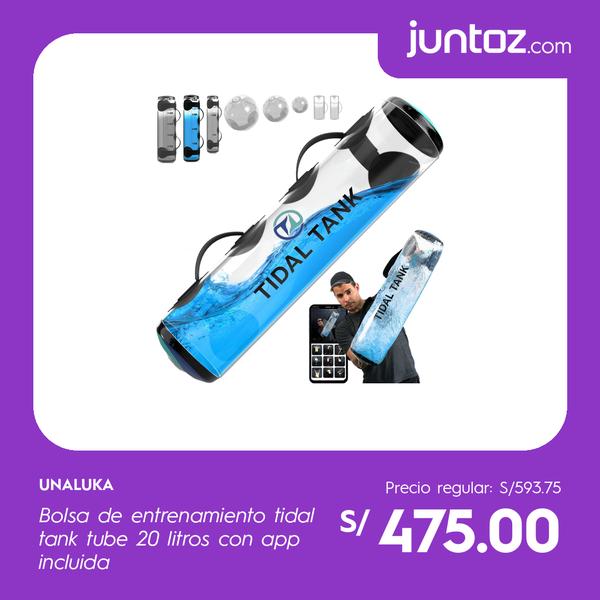 juntoz.com
TIDAL TANK
TIDAL TANK
UNALUKA
Bolsa de entrenamiento tidal
tank tube 20 litros con app
incluida
Precio regular: S/593.75
S/ 475.00